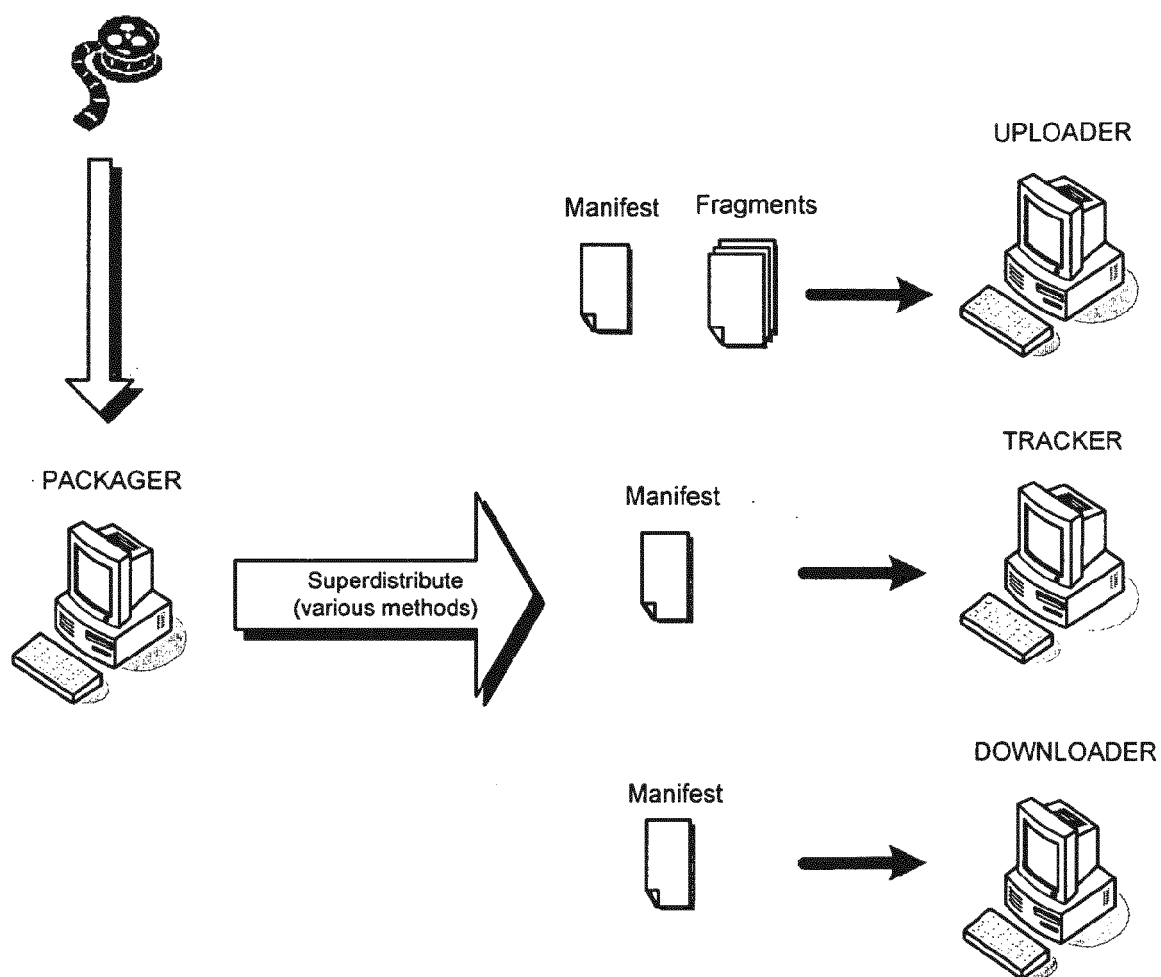 UPLOADER
Manifest
Fragments
TRACKER
PACKAGER
Manifest
Superdistribute
(various methods)
DOWNLOADER
Manifest